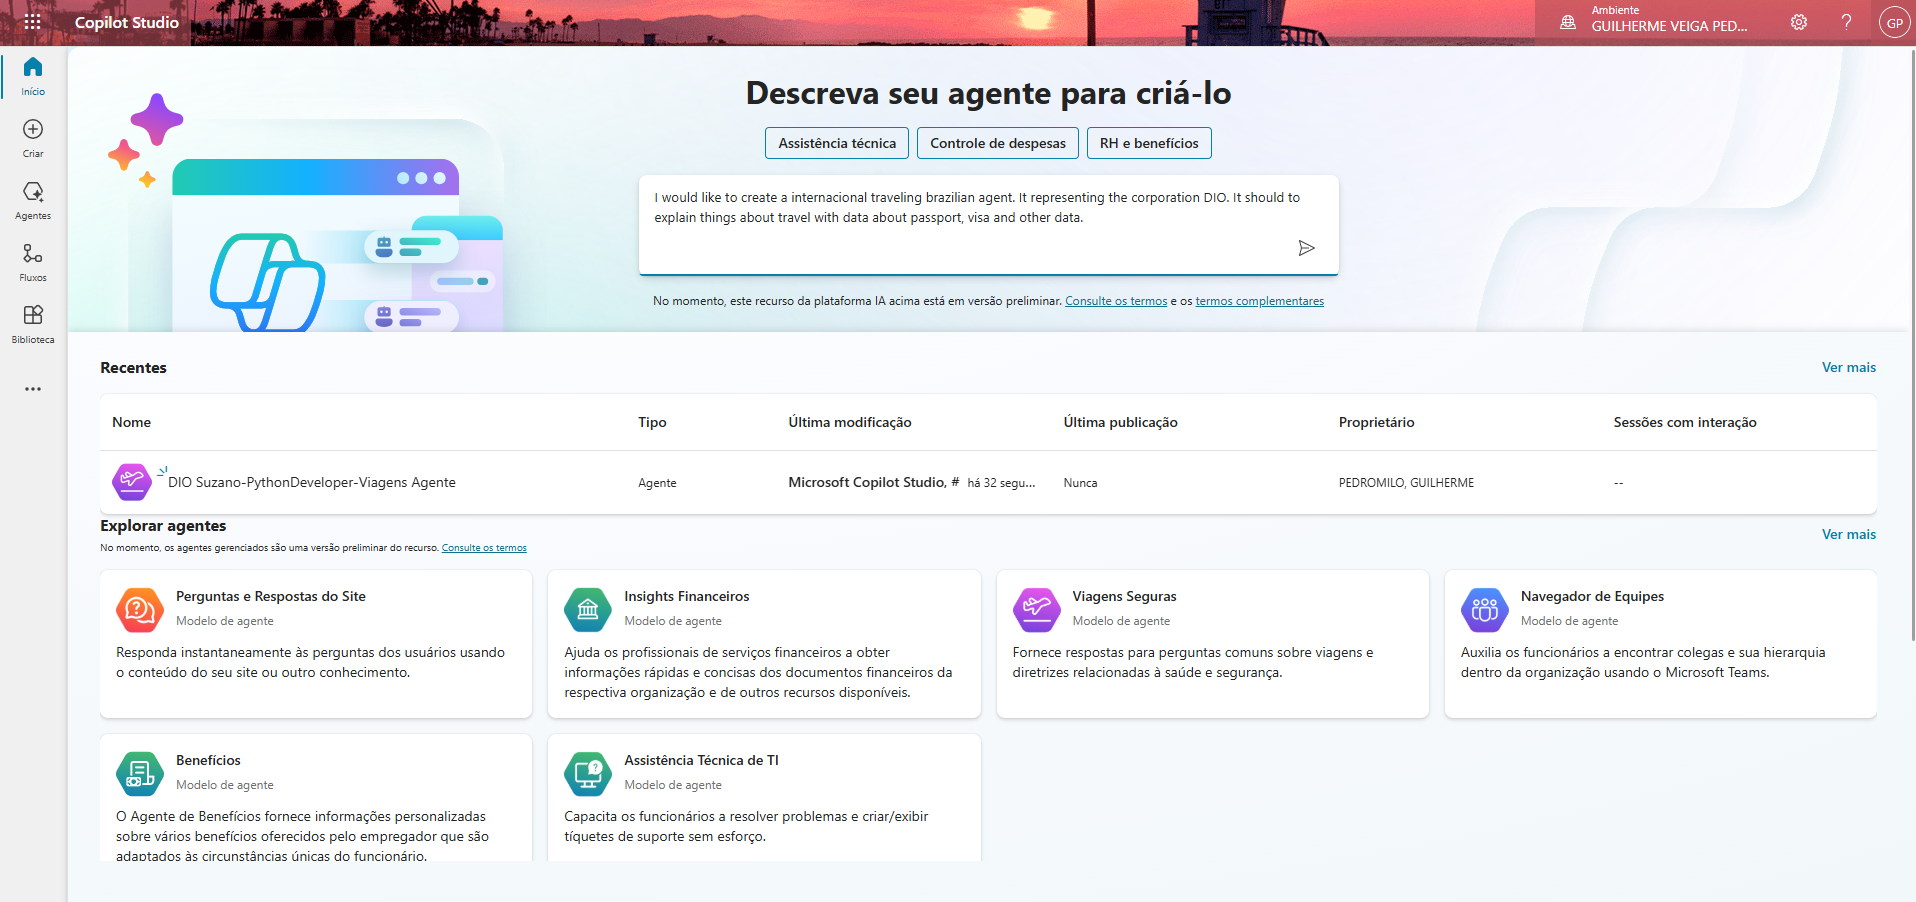 Copilot Studio
Ambiente
GUILHERME VEIGA PED...
?
GP
Início
Criar
Agentes
Fluxos
Biblioteca
Descreva seu agente para criá-lo
Assistência técnica
Controle de despesas
RH e benefícios
I would like to create a internacional traveling brazilian agent. It representing the corporation DIO. It should to
explain things about travel with data about passport, visa and other data.
No momento, este recurso da plataforma IA acima está em versão preliminar. Consulte os termos e os termos complementares
Recentes
Ver mais
Nome
Tipo
Última modificação
Última publicação
Proprietário
Sessões com interação
DIO Suzano-PythonDeveloper-Viagens Agente
Agente
Microsoft Copilot Studio, # há 32 segu...
Nunca
PEDROMILO, GUILHERME
--
Explorar agentes
Ver mais
No momento, os agentes gerenciados são uma versão preliminar do recurso. Consulte os termos
Perguntas e Respostas do Site
Modelo de agente
Responda instantaneamente às perguntas dos usuários usando
o conteúdo do seu site ou outro conhecimento.
Insights Financeiros
Modelo de agente
Ajuda os profissionais de serviços financeiros a obter
informações rápidas e concisas dos documentos financeiros da
respectiva organização e de outros recursos disponíveis.
Viagens Seguras
Modelo de agente
Fornece respostas para perguntas comuns sobre viagens e
diretrizes relacionadas à saúde e segurança.
Navegador de Equipes
Modelo de agente
Auxilia os funcionários a encontrar colegas e sua hierarquia
dentro da organização usando o Microsoft Teams.
Benefícios
Modelo de agente
O Agente de Benefícios fornece informações personalizadas
sobre vários benefícios oferecidos pelo empregador que são
adaptados às circunstâncias únicas do funcionário.
Assistência Técnica de TI
Modelo de agente
Capacita os funcionários a resolver problemas e criar/exibir
tíquetes de suporte sem esforço.